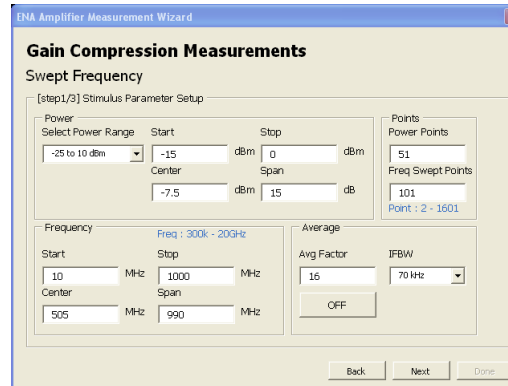 ENA Amplifier Measurement Wizard
Gain Compression Measurements
Swept Frequency
[step1/3] Stimulus Parameter Setup
Power
Select Power Range Start Stop
-25 to 10 dBm -15 dBm 0 dBm
Center Span
-7.5 dBm 15 dB
Points
Power Points
51
Freq Swept Points
101
Point : 2 - 1601
Frequency
Freq : 300k - 20GHz
Start Stop
10 MHz 1000 MHz
Center Span
505 MHz 990 MHz
Average
Avg Factor IFBW
16 70 kHz
OFF
Back Next Done